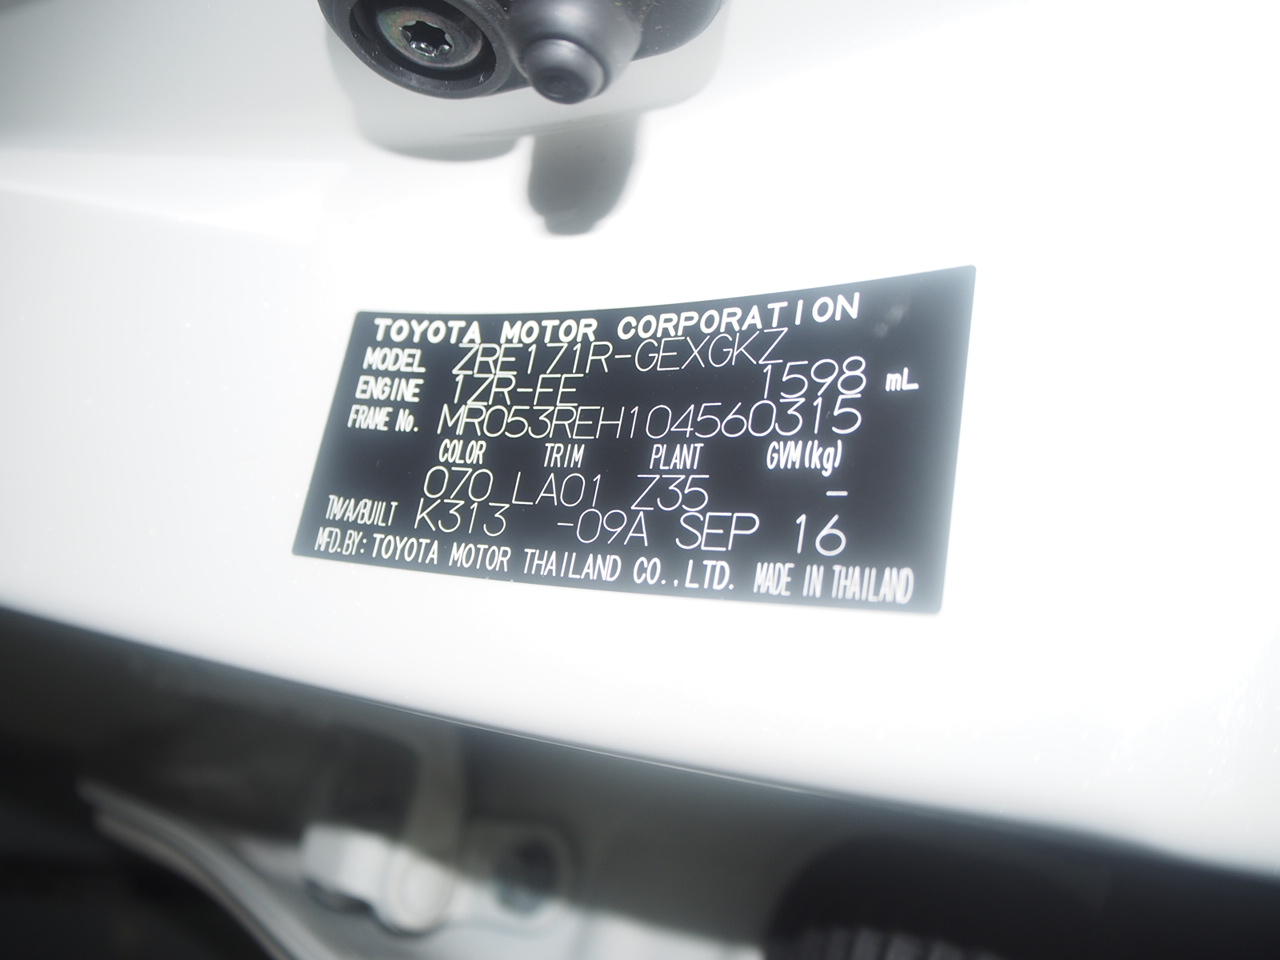 TOYOTA MOTOR CORPORATION
MODEL ZRE171R-GEXGKZ
ENGINE 1ZR-FE 1598 mL
FRAME No. MR053REH104560315
COLOR TRIM PLANT GVM(kg)
070 LA01 Z35 –
TM/A/BUILT K313 -09A SEP 16
MFD.BY: TOYOTA MOTOR THAILAND CO.,LTD. MADE IN THAILAND